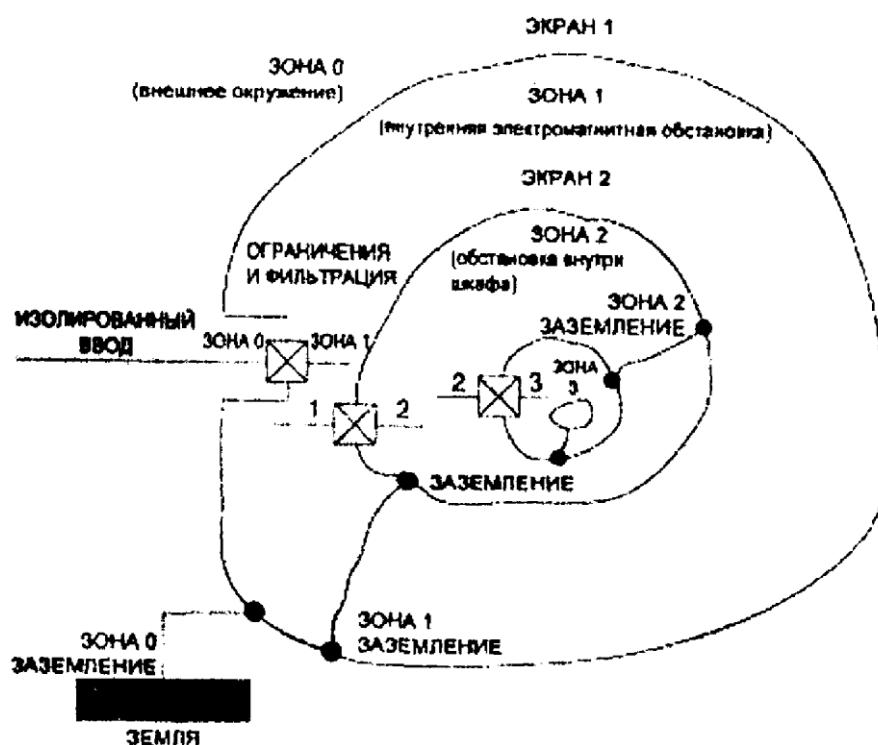 ЭКРАН 1
ЗОНА 0
(внешное окружение)
ЗОНА 1
(внутренняя электромагнитная обстановка)
ЭКРАН 2
ЗОНА 2
(обстановка внутри
шкафа)
ОГРАНИЧЕНИЯ
И ФИЛЬТРАЦИЯ
ИЗОЛИРОВАННЫЙ
ВВОД
ЗОНА 0
ЗОНА 1
ЗОНА 2
ЗАЗЕМЛЕНИЕ
ЗОНА
3
2
3
1
2
ЗАЗЕМЛЕНИЕ
ЗОНА 1
ЗАЗЕМЛЕНИЕ
ЗОНА 0
ЗАЗЕМЛЕНИЕ
ЗЕМЛЯ